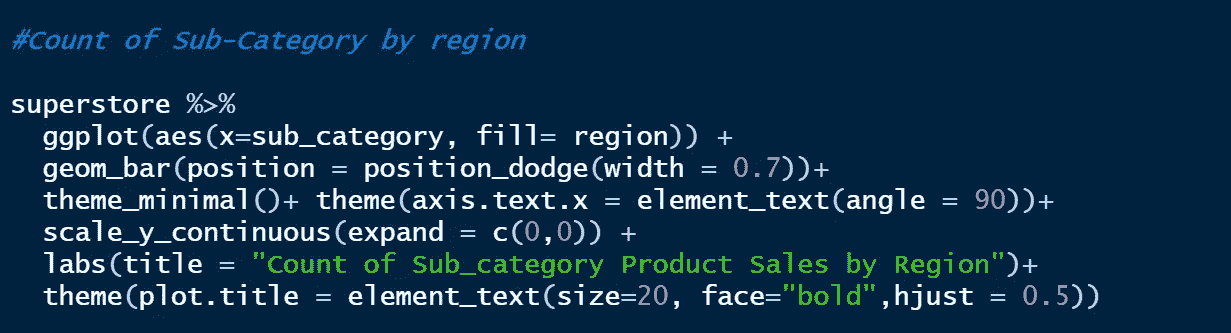 #Count of Sub-Category by region
superstore %>%
  ggplot(aes(x=sub_category, fill= region)) +
  geom_bar(position = position_dodge(width = 0.7))+
  theme_minimal()+ theme(axis.text.x = element_text(angle = 90))+
  scale_y_continuous(expand = c(0,0)) +
  labs(title = "Count of Sub_category Product Sales by Region")+
  theme(plot.title = element_text(size=20, face="bold",hjust = 0.5))